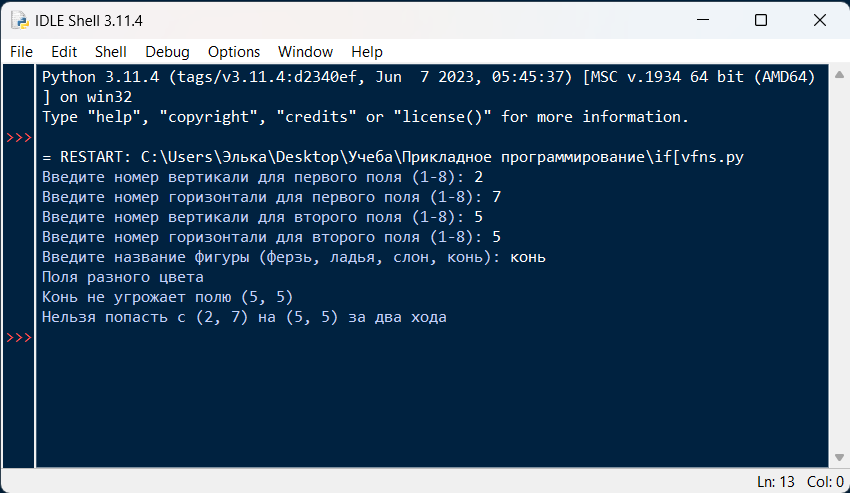 IDLE Shell 3.11.4
File Edit Shell Debug Options Window Help
Python 3.11.4 (tags/v3.11.4:d2340ef, Jun  7 2023, 05:45:37) [MSC v.1934 64 bit (AMD64)
] on win32
Type "help", "copyright", "credits" or "license()" for more information.
>>>
= RESTART: C:\Users\Элька\Desktop\Учеба\Прикладное программирование\if[vfns.py
Введите номер вертикали для первого поля (1-8): 2
Введите номер горизонтали для первого поля (1-8): 7
Введите номер вертикали для второго поля (1-8): 5
Введите номер горизонтали для второго поля (1-8): 5
Введите название фигуры (ферзь, ладья, слон, конь): конь
Поля разного цвета
Конь не угрожает полю (5, 5)
Нельзя попасть с (2, 7) на (5, 5) за два хода
>>>
Ln: 13 Col: 0